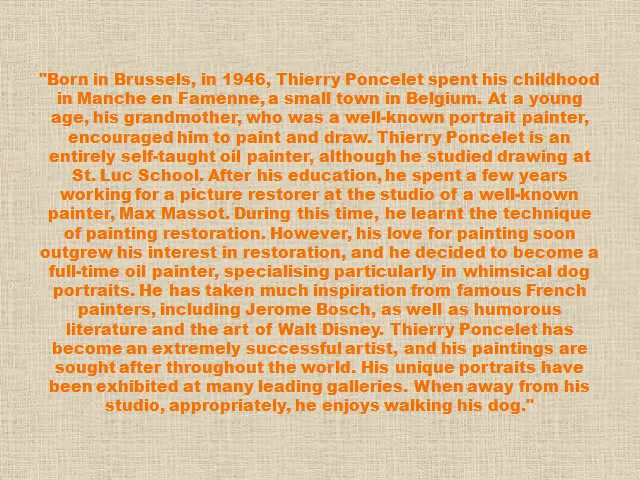 "Born in Brussels, in 1946, Thierry Poncelet spent his childhood
in Manche en Famenne, a small town in Belgium. At a young
age, his grandmother, who was a well-known portrait painter,
encouraged him to paint and draw. Thierry Poncelet is an
entirely self-taught oil painter, although he studied drawing at
St. Luc School. After his education, he spent a few years
working for a picture restorer at the studio of a well-known
painter, Max Massot. During this time, he learnt the technique
of painting restoration. However, his love for painting soon
outgrew his interest in restoration, and he decided to become a
full-time oil painter, specialising particularly in whimsical dog
portraits. He has taken much inspiration from famous French
painters, including Jerome Bosch, as well as humorous
literature and the art of Walt Disney. Thierry Poncelet has
become an extremely successful artist, and his paintings are
sought after throughout the world. His unique portraits have
been exhibited at many leading galleries. When away from his
studio, appropriately, he enjoys walking his dog."